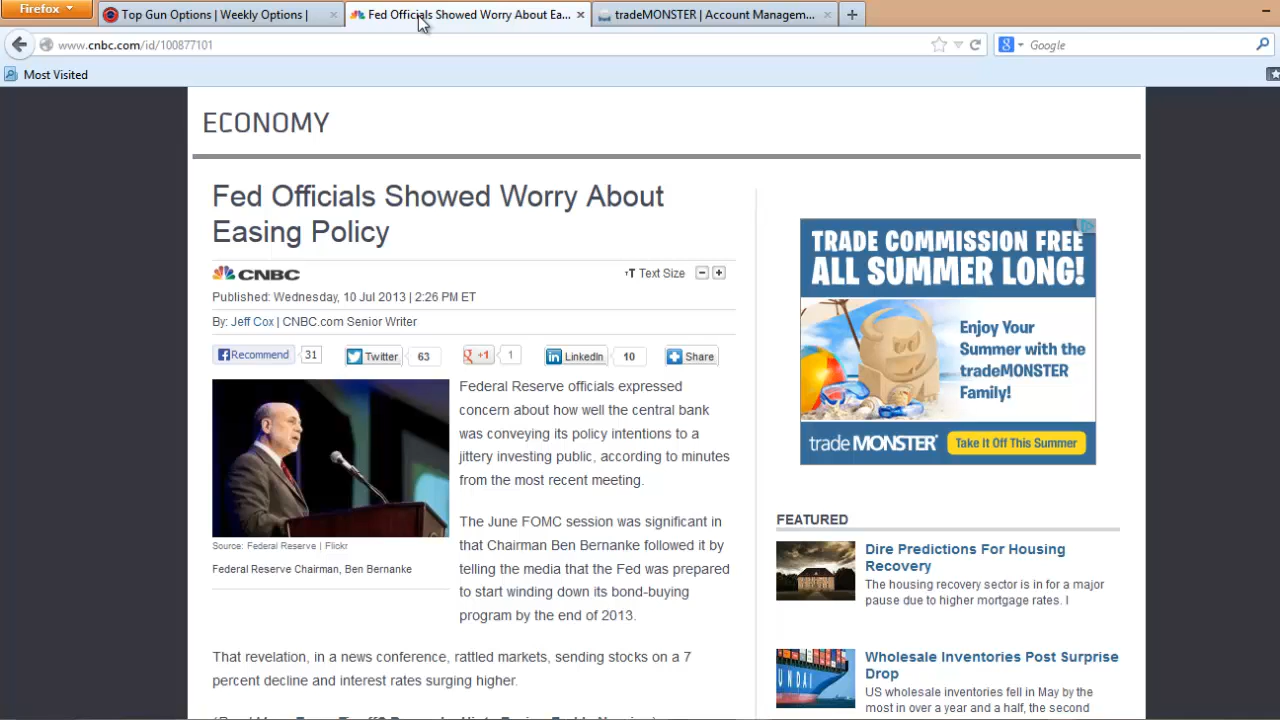 Firefox
Top Gun Options | Weekly Options |
Fed Officials Showed Worry About Ea...
tradeMONSTER | Account Managem...
www.cnbc.com/id/100877101
Google
Most Visited
ECONOMY
Fed Officials Showed Worry About
Easing Policy
CNBC
тT Text Size
Published: Wednesday, 10 Jul 2013 | 2:26 PM ET
By: Jeff Cox | CNBC.com Senior Writer
Recommend 31
Twitter 63
+1 1
LinkedIn 10
Share
Federal Reserve officials expressed
concern about how well the central bank
was conveying its policy intentions to a
jittery investing public, according to minutes
from the most recent meeting.
The June FOMC session was significant in
that Chairman Ben Bernanke followed it by
telling the media that the Fed was prepared
to start winding down its bond-buying
program by the end of 2013.
Source: Federal Reserve | Flickr
Federal Reserve Chairman, Ben Bernanke
That revelation, in a news conference, rattled markets, sending stocks on a 7
percent decline and interest rates surging higher.
TRADE COMMISSION FREE
ALL SUMMER LONG!
Enjoy Your
Summer with the
tradeMONSTER
Family!
trade MONSTER
Take It Off This Summer
FEATURED
Dire Predictions For Housing
Recovery
The housing recovery sector is in for a major
pause due to higher mortgage rates. I
Wholesale Inventories Post Surprise
Drop
US wholesale inventories fell in May by the
most in over a year and a half, the second